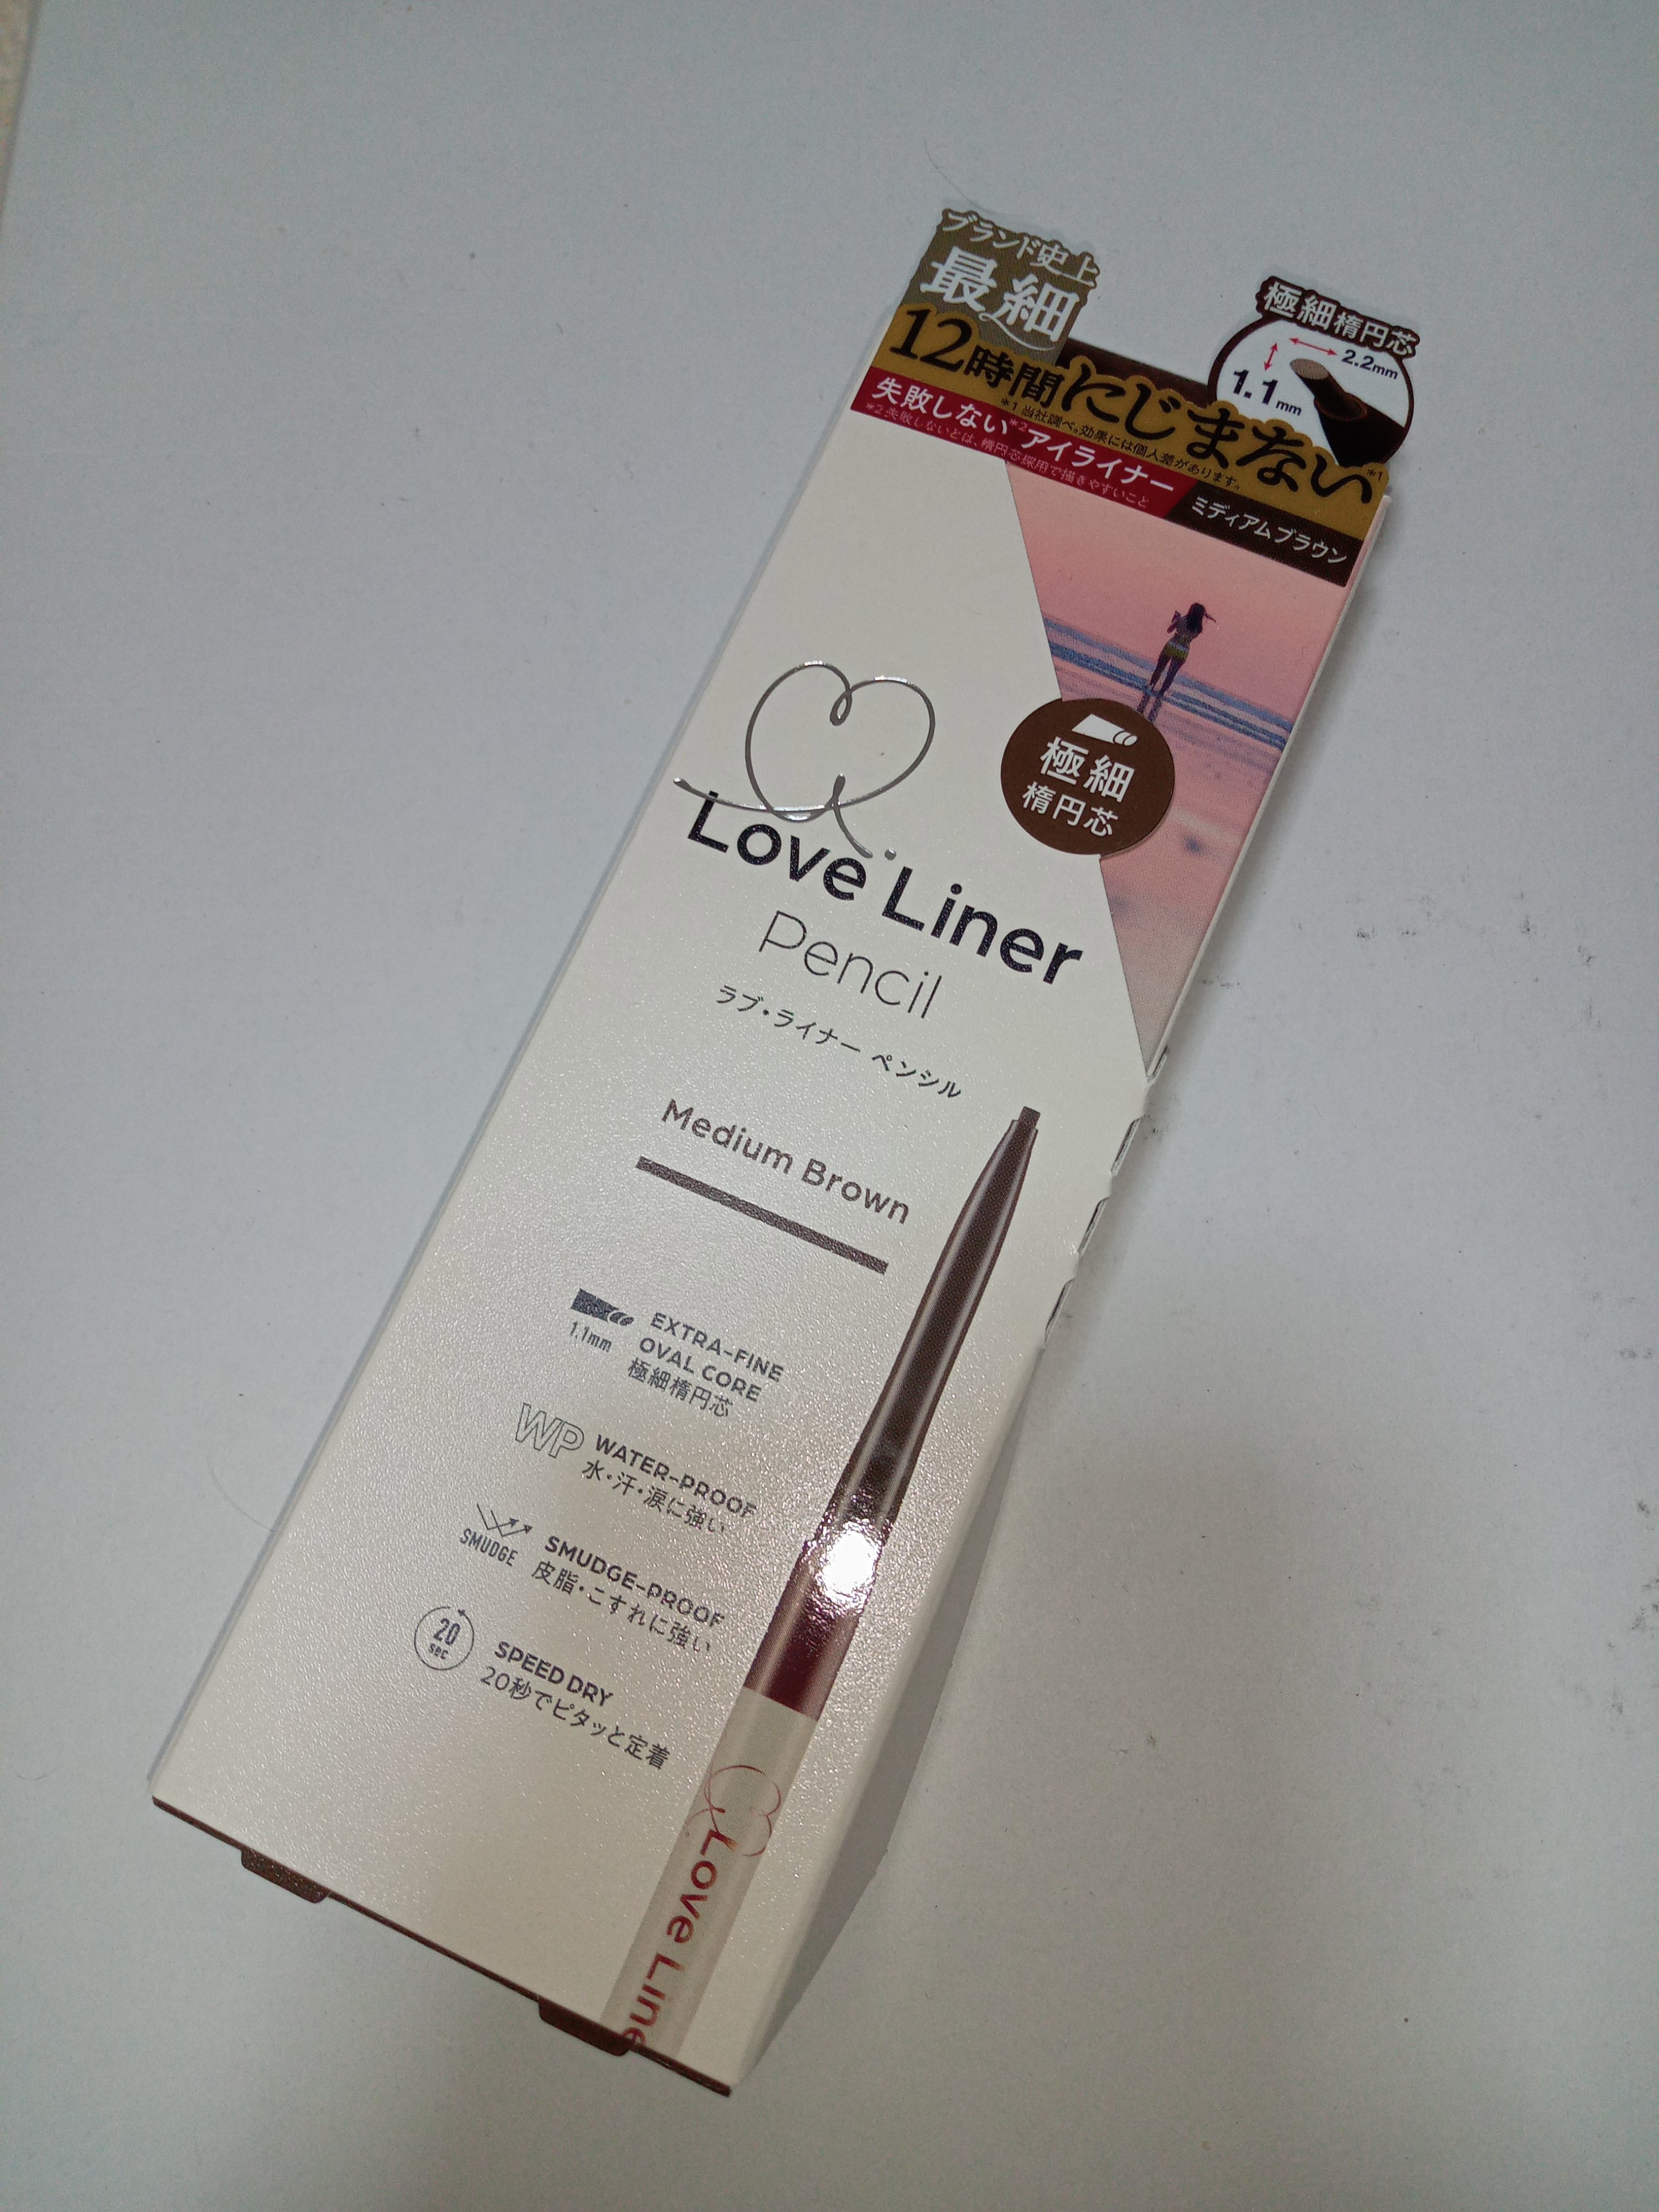 ブランド史上
最細
極細楕円芯
2.2mm
1.1mm
12時間にじまない*1
*1 当社調べ。効果には個人差があります。
失敗しない*2アイライナー
*2 失敗しないとは、楕円芯採用で描きやすいこと
ミディアムブラウン
極細
楕円芯
Love Liner
Pencil
ラブ・ライナー ペンシル
Medium Brown
1.1mm
EXTRA-FINE
OVAL CORE
極細楕円芯
WP
WATER-PROOF
水・汗・涙に強い
SMUDGE
SMUDGE-PROOF
皮脂・こすれに強い
20
sec
SPEED DRY
20秒でピタッと定着
Love Line